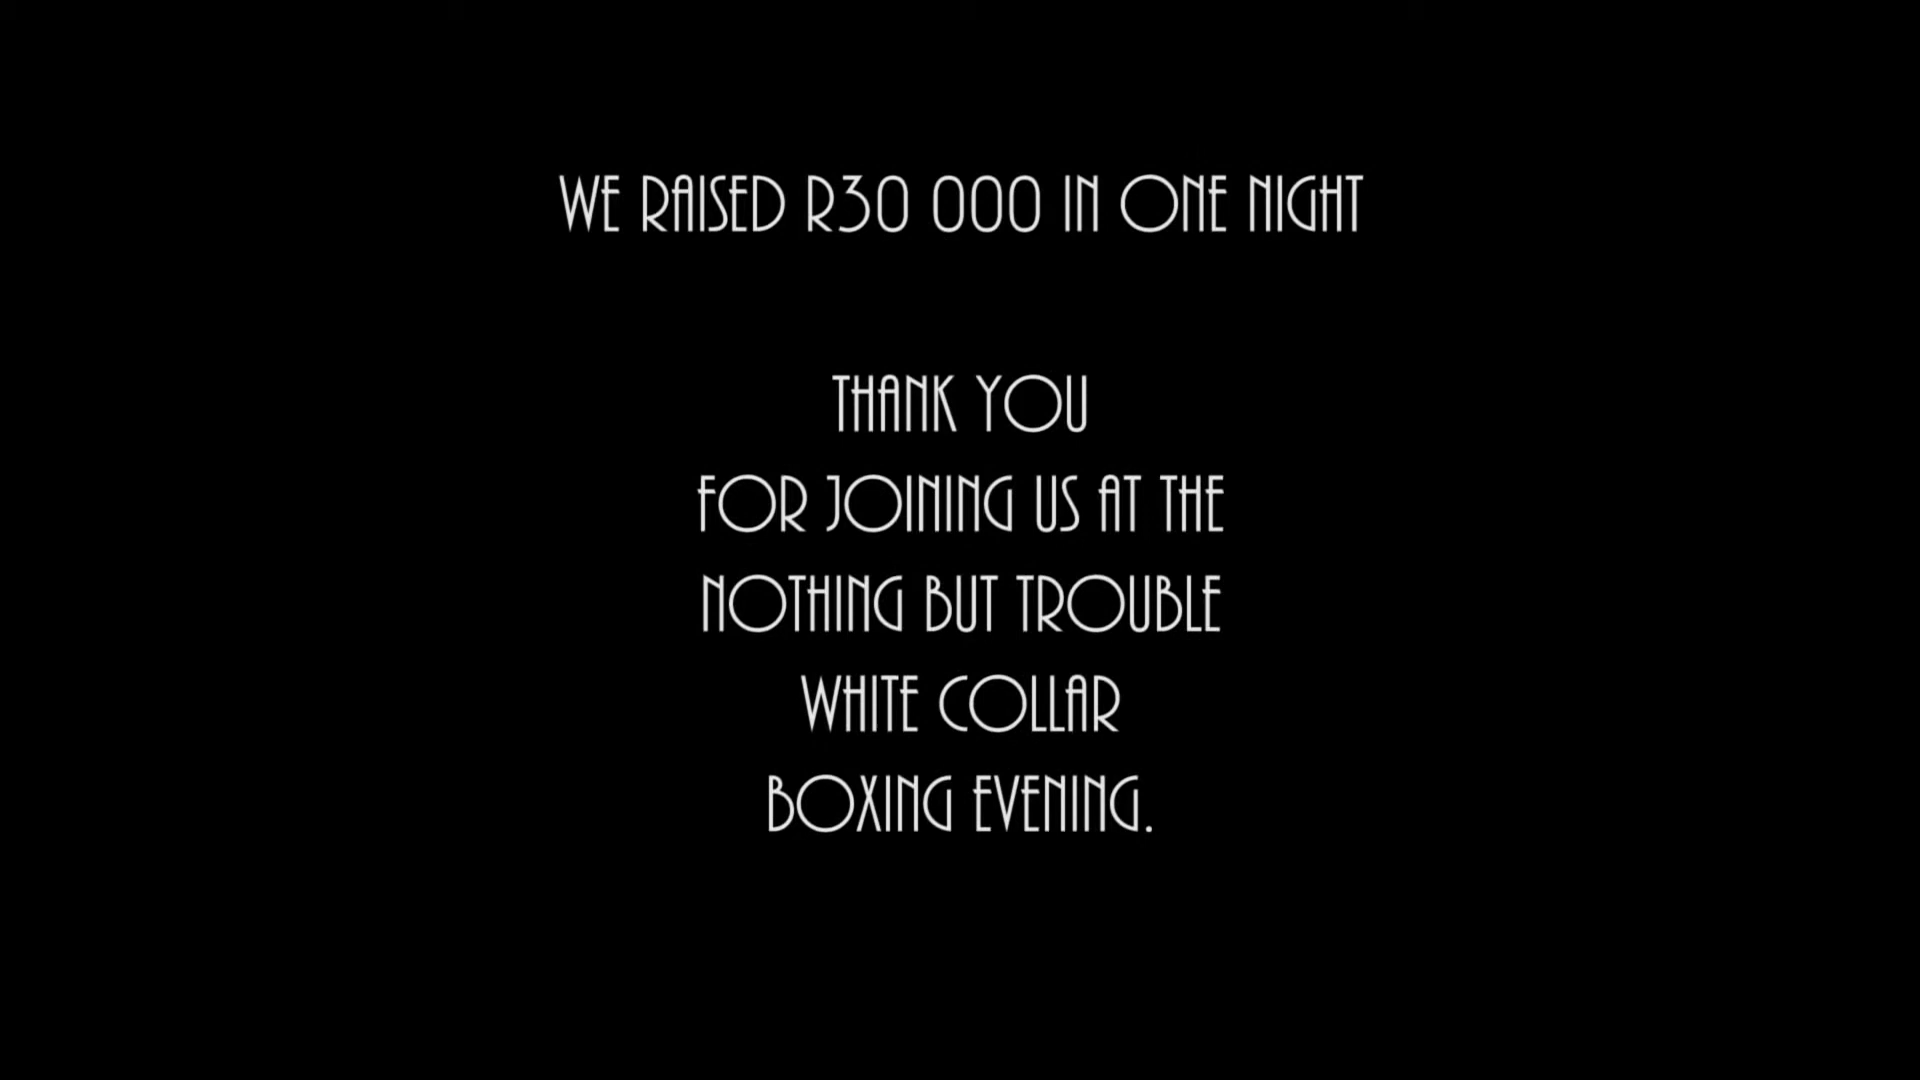 WE RAISED R30 000 IN ONE NIGHT
THANK YOU
FOR JOINING US AT THE
NOTHING BUT TROUBLE
WHITE COLLAR
BOXING EVENING.